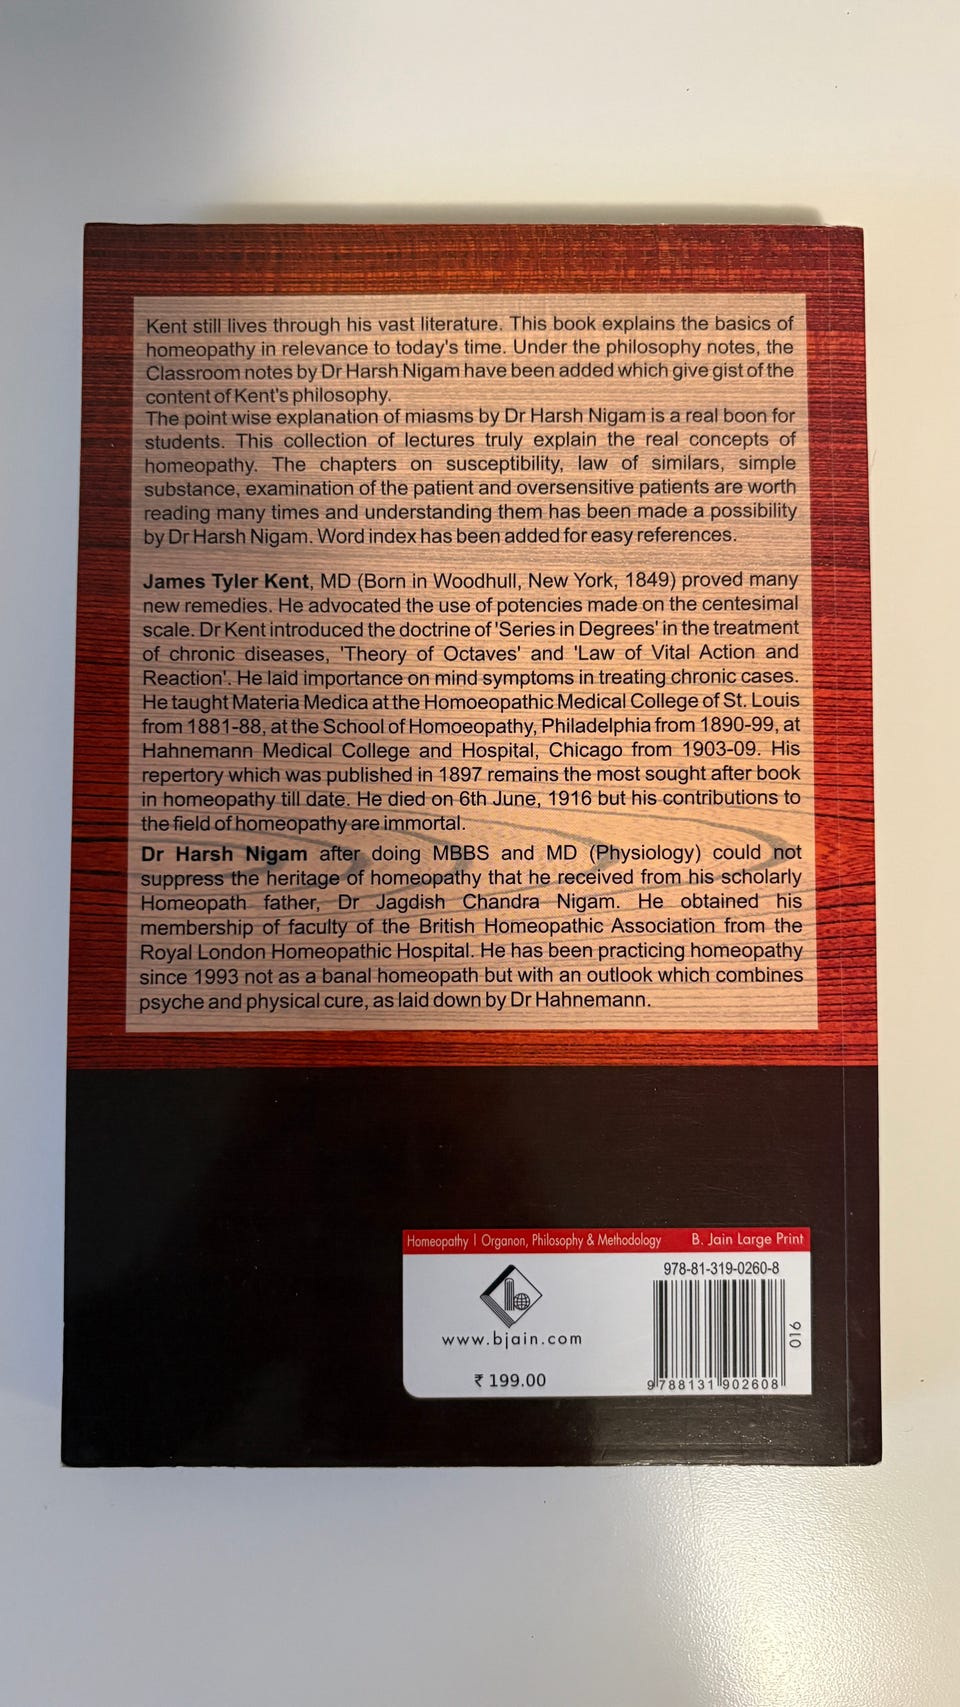 Kent still lives through his vast literature. This book explains the basics of
homeopathy in relevance to today's time. Under the philosophy notes, the
Classroom notes by Dr Harsh Nigam have been added which give gist of the
content of Kent's philosophy.
The point wise explanation of miasms by Dr Harsh Nigam is a real boon for
students. This collection of lectures truly explain the real concepts of
homeopathy. The chapters on susceptibility, law of similars, simple
substance, examination of the patient and oversensitive patients are worth
reading many times and understanding them has been made a possibility
by Dr Harsh Nigam. Word index has been added for easy references.
James Tyler Kent, MD (Born in Woodhull, New York, 1849) proved many
new remedies. He advocated the use of potencies made on the centesimal
scale. Dr Kent introduced the doctrine of 'Series in Degrees' in the treatment
of chronic diseases, 'Theory of Octaves' and 'Law of Vital Action and
Reaction'. He laid importance on mind symptoms in treating chronic cases.
He taught Materia Medica at the Homoeopathic Medical College of St. Louis
from 1881-88, at the School of Homoeopathy, Philadelphia from 1890-99, at
Hahnemann Medical College and Hospital, Chicago from 1903-09. His
repertory which was published in 1897 remains the most sought after book
in homeopathy till date. He died on 6th June, 1916 but his contributions to
the field of homeopathy are immortal.
Dr Harsh Nigam after doing MBBS and MD (Physiology) could not
suppress the heritage of homeopathy that he received from his scholarly
Homeopath father, Dr Jagdish Chandra Nigam. He obtained his
membership of faculty of the British Homeopathic Association from the
Royal London Homeopathic Hospital. He has been practicing homeopathy
since 1993 not as a banal homeopath but with an outlook which combines
psyche and physical cure, as laid down by Dr Hahnemann.
Homeopathy | Organon, Philosophy & Methodology B. Jain Large Print
978-81-319-0260-8
www.bjain.com
016
₹ 199.00
9 788131 902608